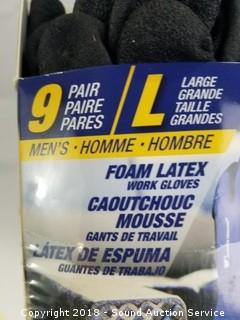 9 PAIR
PAIRE
PARES
L LARGE
GRANDE
TAILLE
GRANDES
MEN'S · HOMME · HOMBRE
FOAM LATEX
WORK GLOVES
CAOUTCHOUC
MOUSSE
GANTS DE TRAVAIL
LÁTEX DE ESPUMA
GUANTES DE TRABAJO
Copyright 2018 - Sound Auction Service